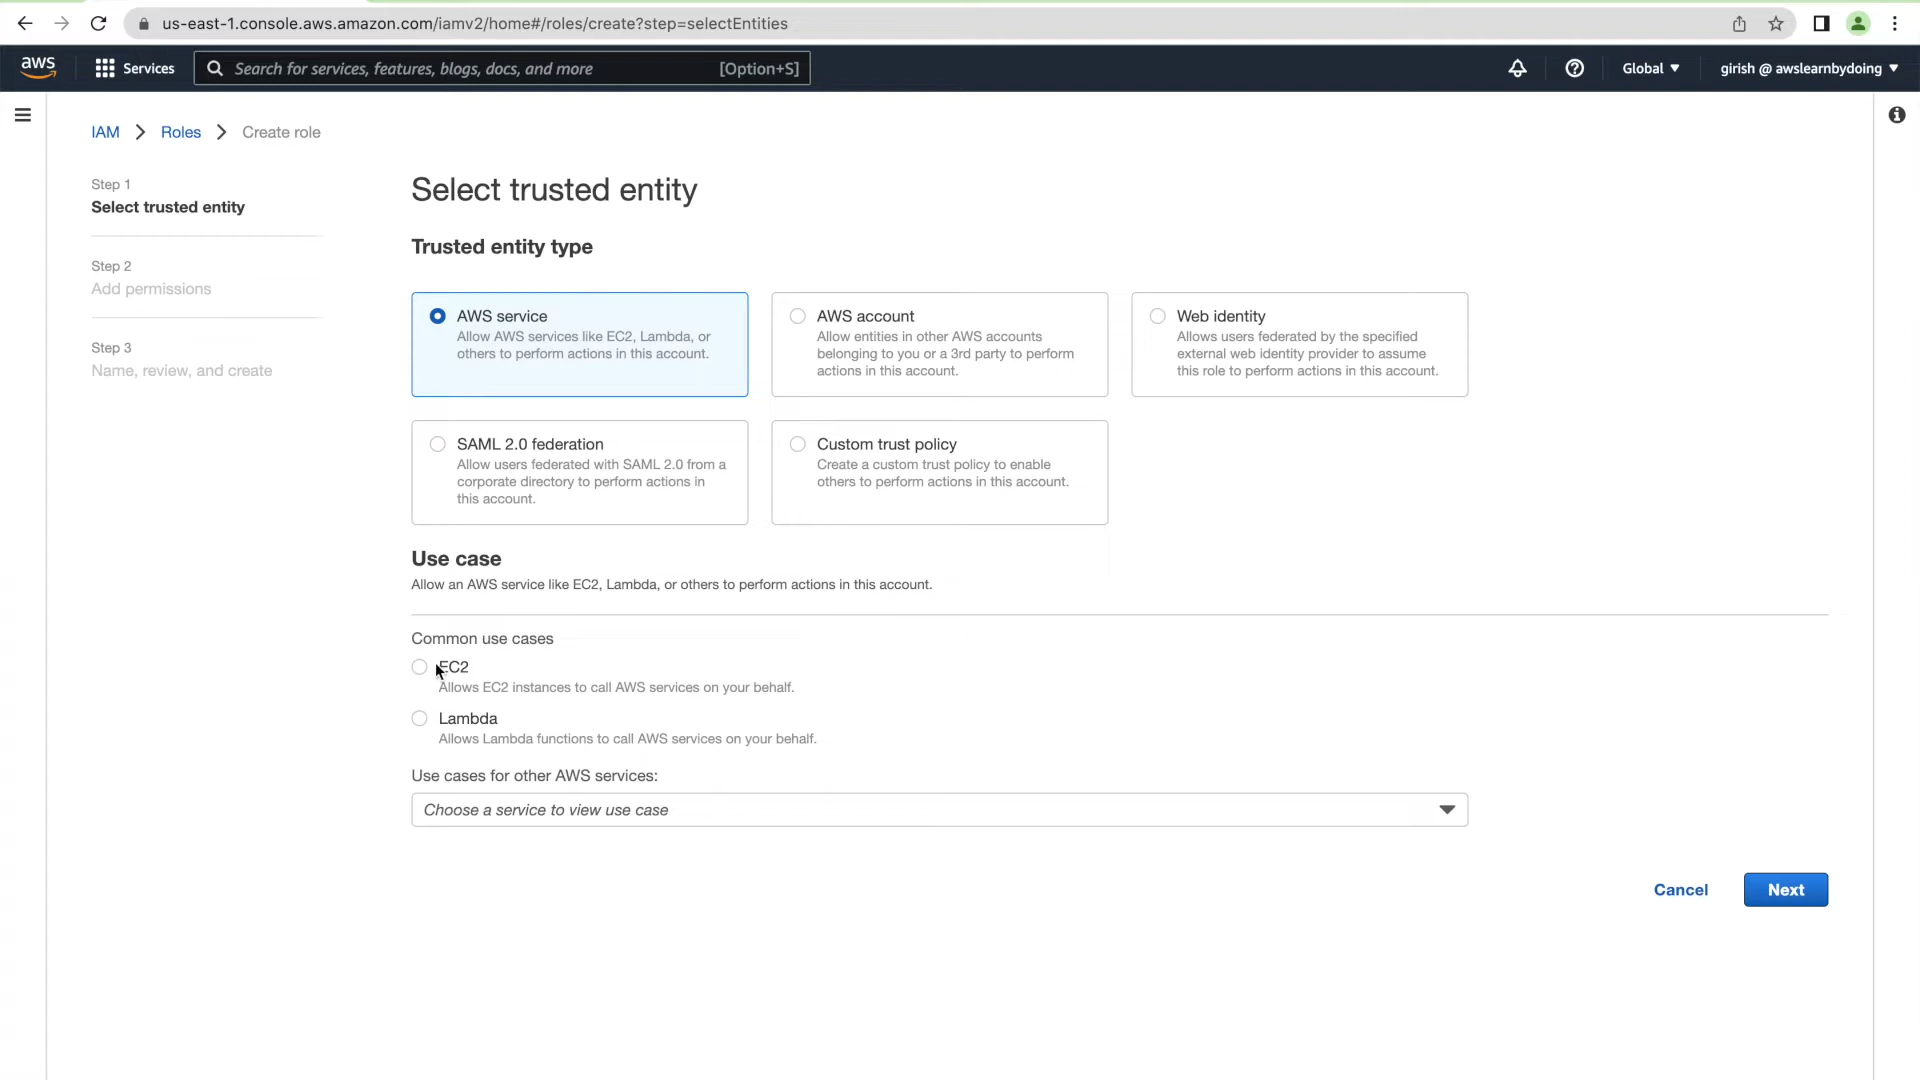 us-east-1.console.aws.amazon.com/iamv2/home#/roles/create?step=selectEntities
aws
Services
Search for services, features, blogs, docs, and more
[Option+S]
Global
girish @ awslearnbydoing
IAM
Roles
Create role
Step 1
Select trusted entity
Step 2
Add permissions
Step 3
Name, review, and create
Select trusted entity
Trusted entity type
AWS service
Allow AWS services like EC2, Lambda, or
others to perform actions in this account.
AWS account
Allow entities in other AWS accounts
belonging to you or a 3rd party to perform
actions in this account.
Web identity
Allows users federated by the specified
external web identity provider to assume
this role to perform actions in this account.
SAML 2.0 federation
Allow users federated with SAML 2.0 from a
corporate directory to perform actions in
this account.
Custom trust policy
Create a custom trust policy to enable
others to perform actions in this account.
Use case
Allow an AWS service like EC2, Lambda, or others to perform actions in this account.
Common use cases
EC2
Allows EC2 instances to call AWS services on your behalf.
Lambda
Allows Lambda functions to call AWS services on your behalf.
Use cases for other AWS services:
Choose a service to view use case
Cancel
Next